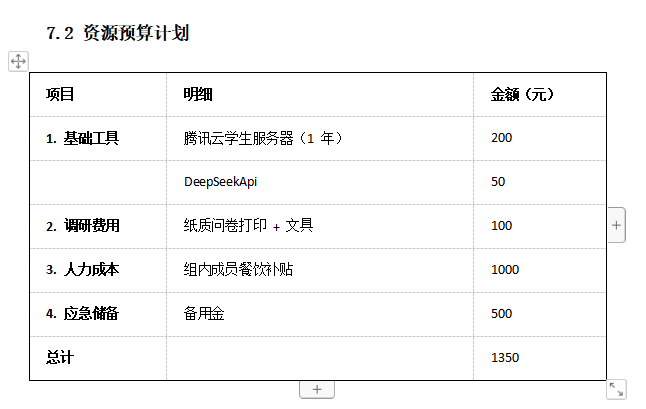 7.2 资源预算计划
项目 明细 金额（元）
1. 基础工具 腾讯云学生服务器（1 年） 200
DeepSeekApi 50
2. 调研费用 纸质问卷打印 + 文具 100
3. 人力成本 组内成员餐饮补贴 1000
4. 应急储备 备用金 500
总计 1350